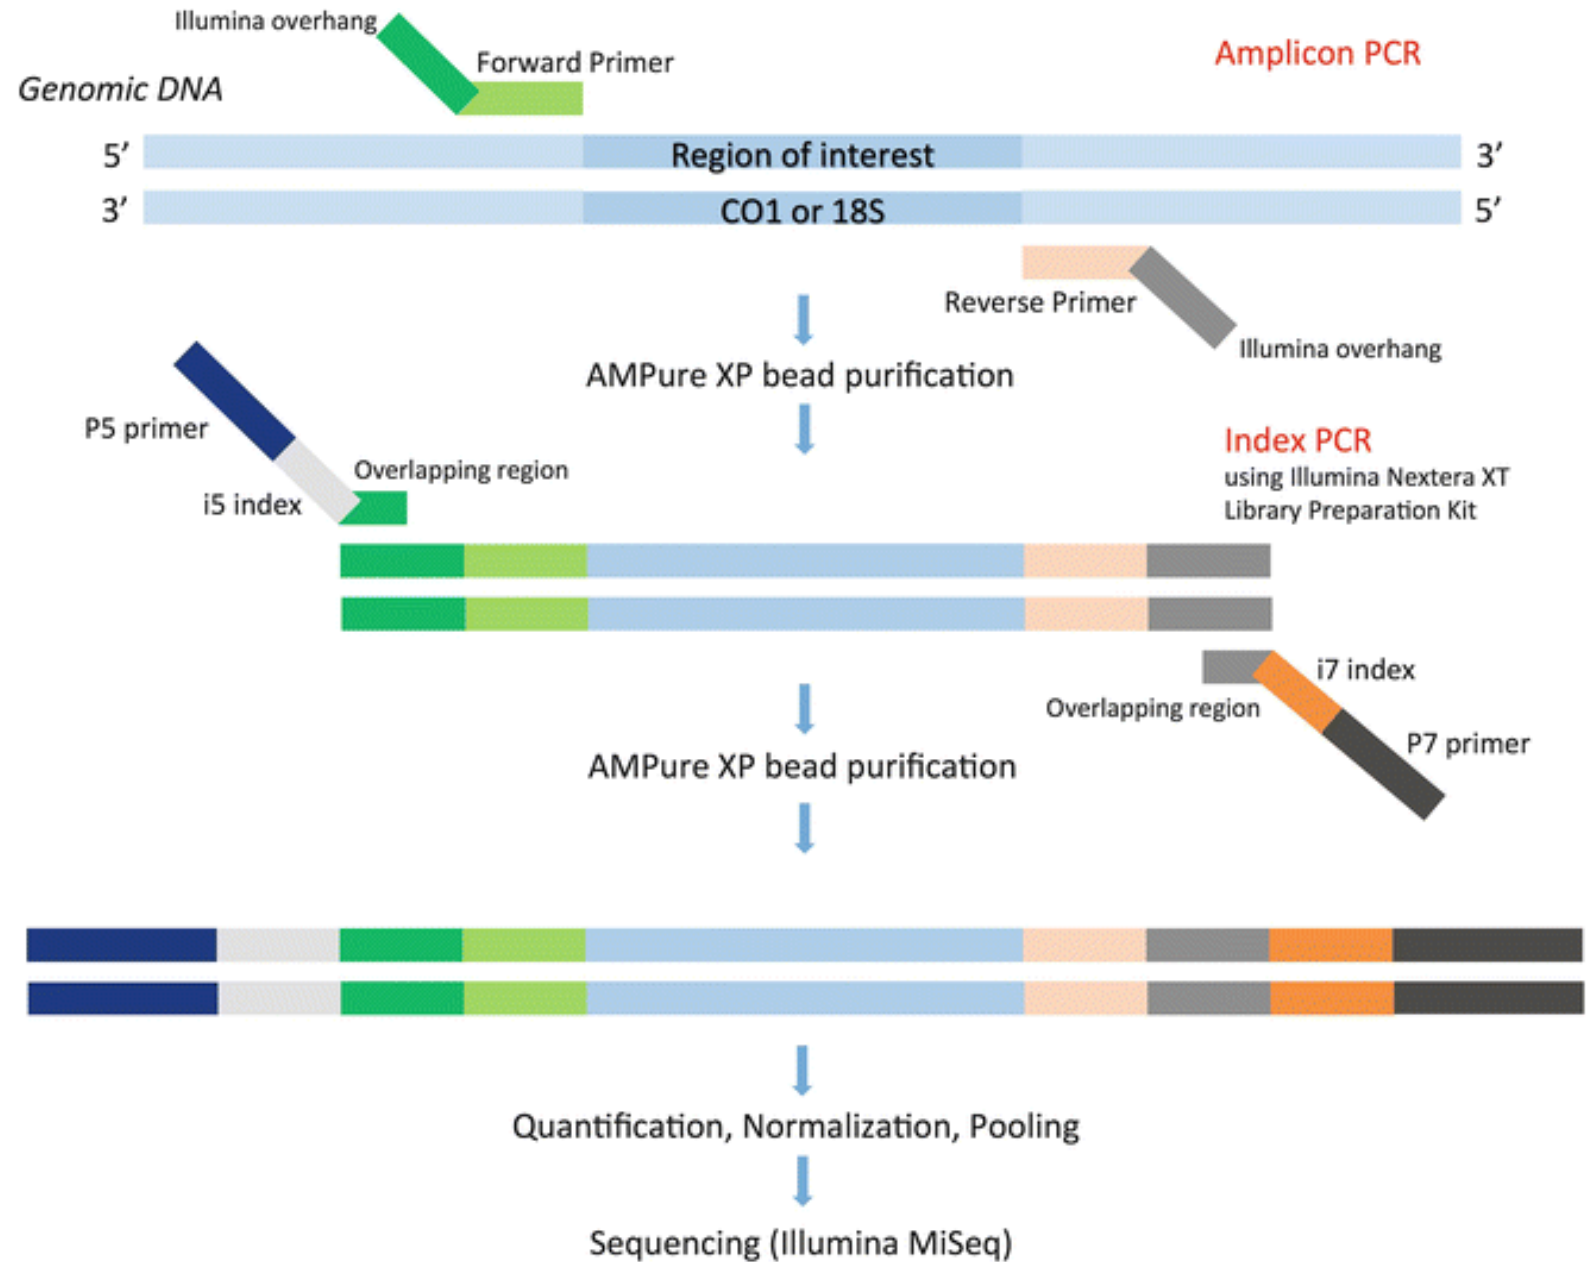 Illumina overhang
Forward Primer
Amplicon PCR
Genomic DNA
5’ Region of interest 3’
3’ CO1 or 18S 5’
Reverse Primer
Illumina overhang
AMPure XP bead purification
P5 primer
Index PCR
using Illumina Nextera XT
Library Preparation Kit
Overlapping region
i5 index
i7 index
Overlapping region
P7 primer
AMPure XP bead purification
Quantification, Normalization, Pooling
Sequencing (Illumina MiSeq)